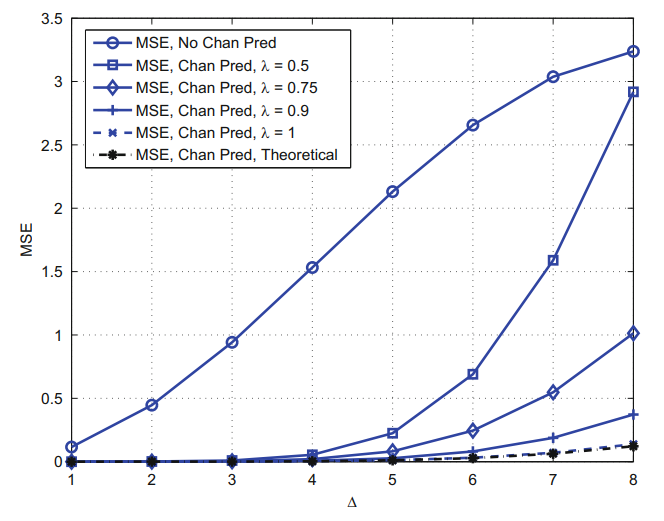 3.5
3
2.5
2
1.5
1
0.5
0
MSE
MSE, No Chan Pred
MSE, Chan Pred, λ = 0.5
MSE, Chan Pred, λ = 0.75
MSE, Chan Pred, λ = 0.9
MSE, Chan Pred, λ = 1
MSE, Chan Pred, Theoretical
1 2 3 4 5 6 7 8
Δ